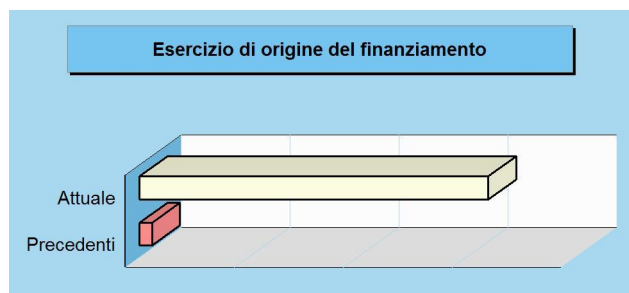 Esercizio di origine del finanziamento
Attuale
Precedenti